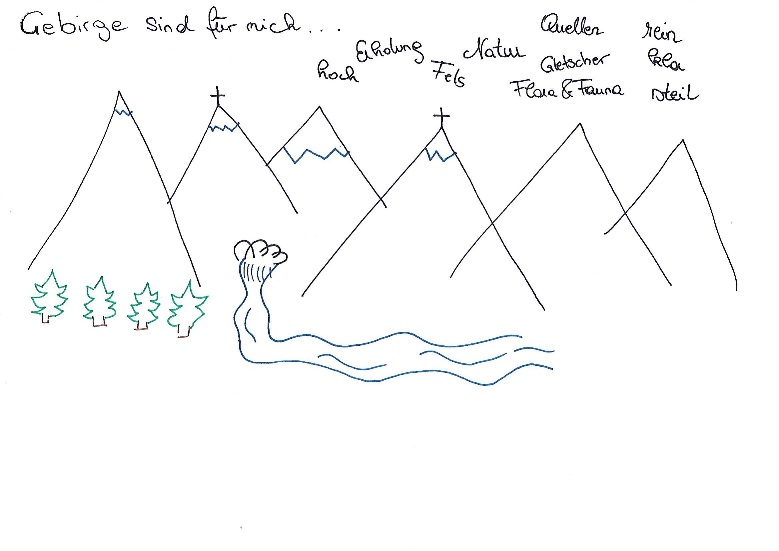 Gebirge sind für mich...
hoch
Erholung
Fels
Natur
Quellen
Gletscher
Flora & Fauna
rein
klar
steil